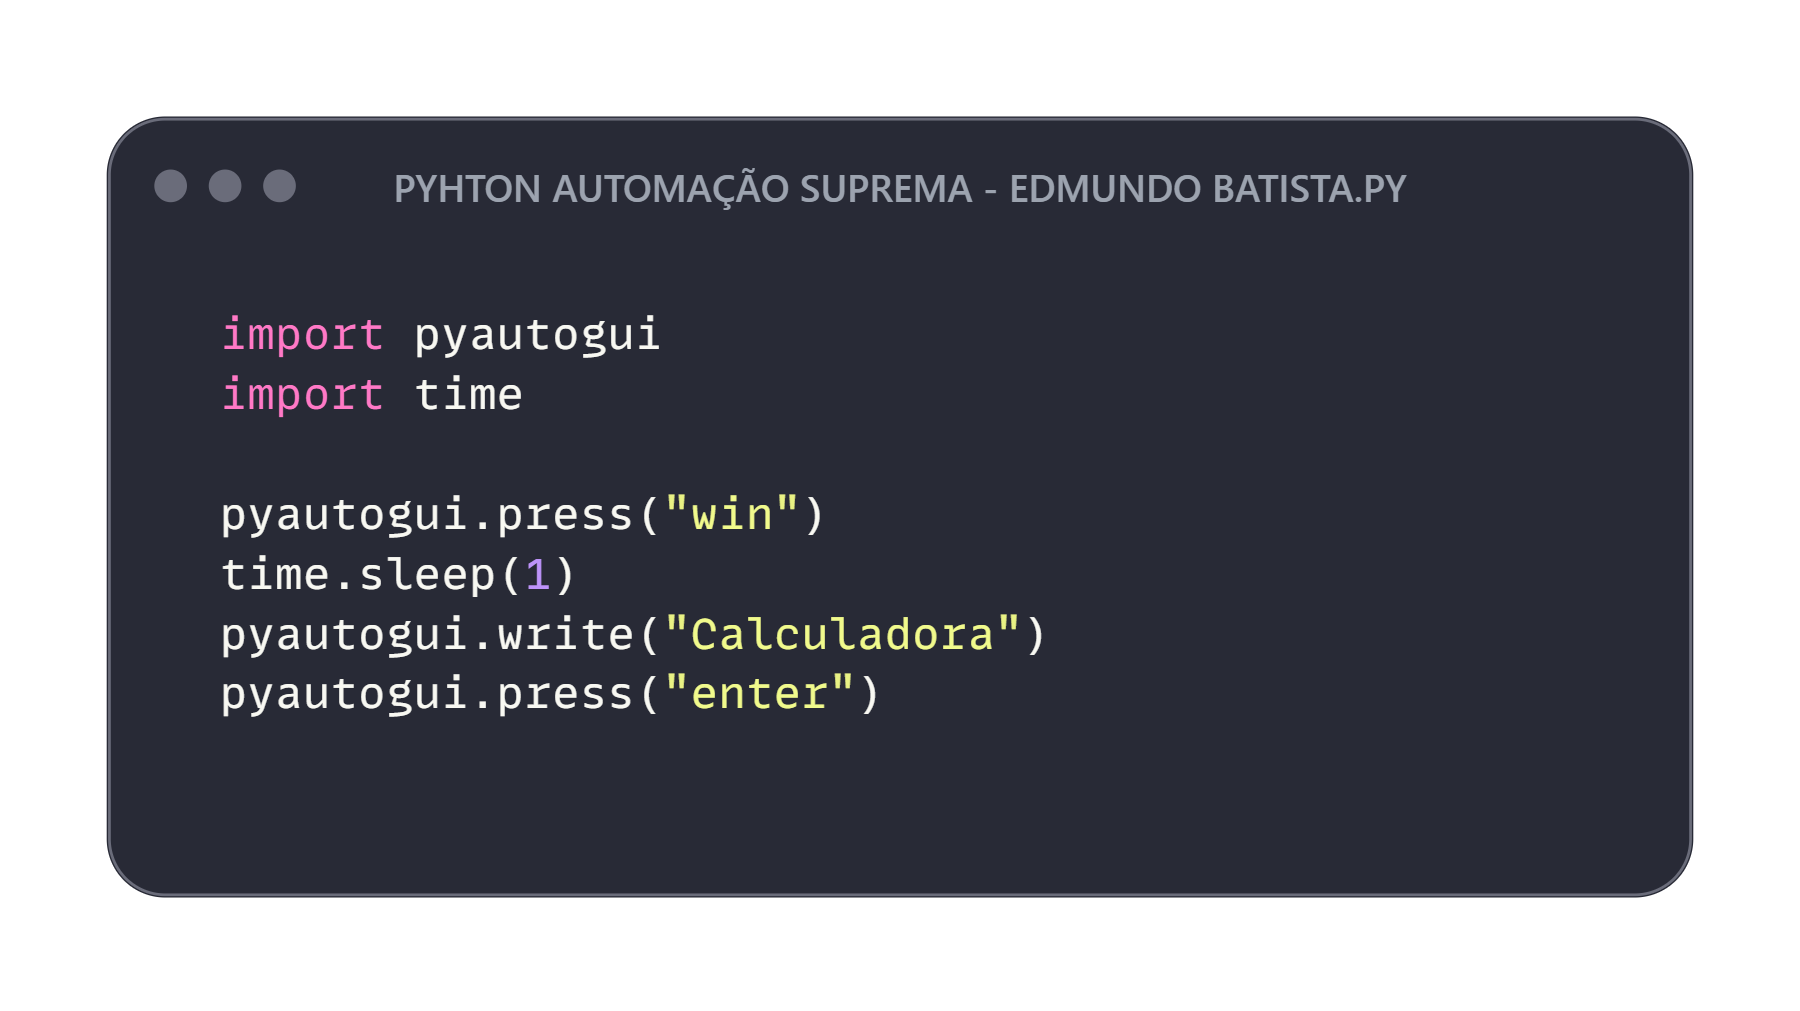 PYHTON AUTOMAÇÃO SUPREMA - EDMUNDO BATISTA.PY
import pyautogui
import time
pyautogui.press("win")
time.sleep(1)
pyautogui.write("Calculadora")
pyautogui.press("enter")